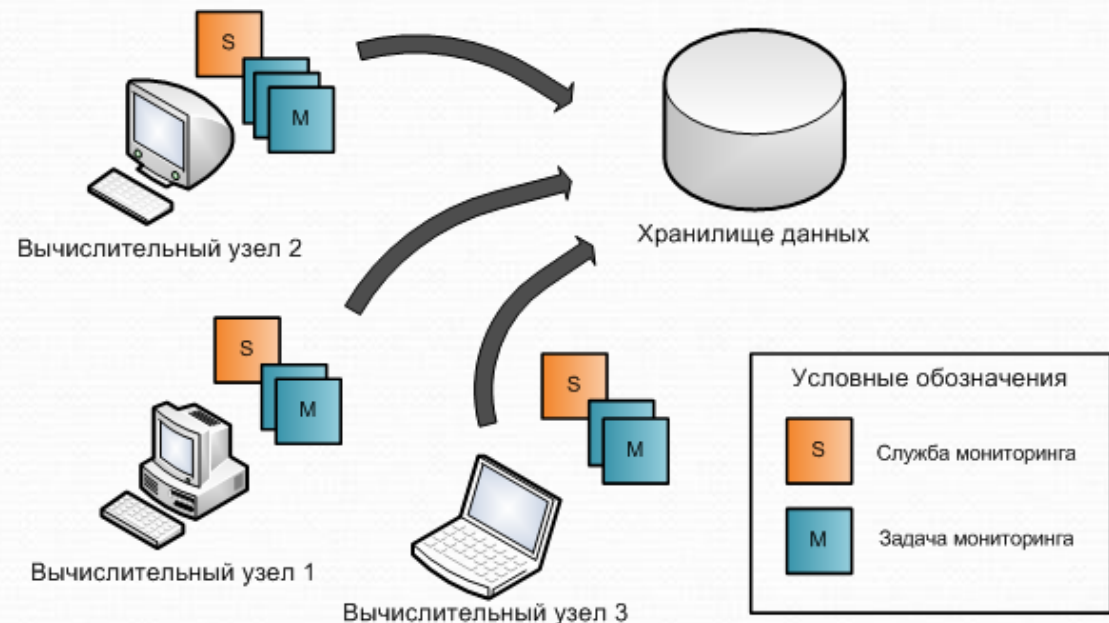 S
M
Вычислительный узел 2
Хранилище данных
S
M
Вычислительный узел 1
S
M
Вычислительный узел 3
Условные обозначения
S
Служба мониторинга
M
Задача мониторинга